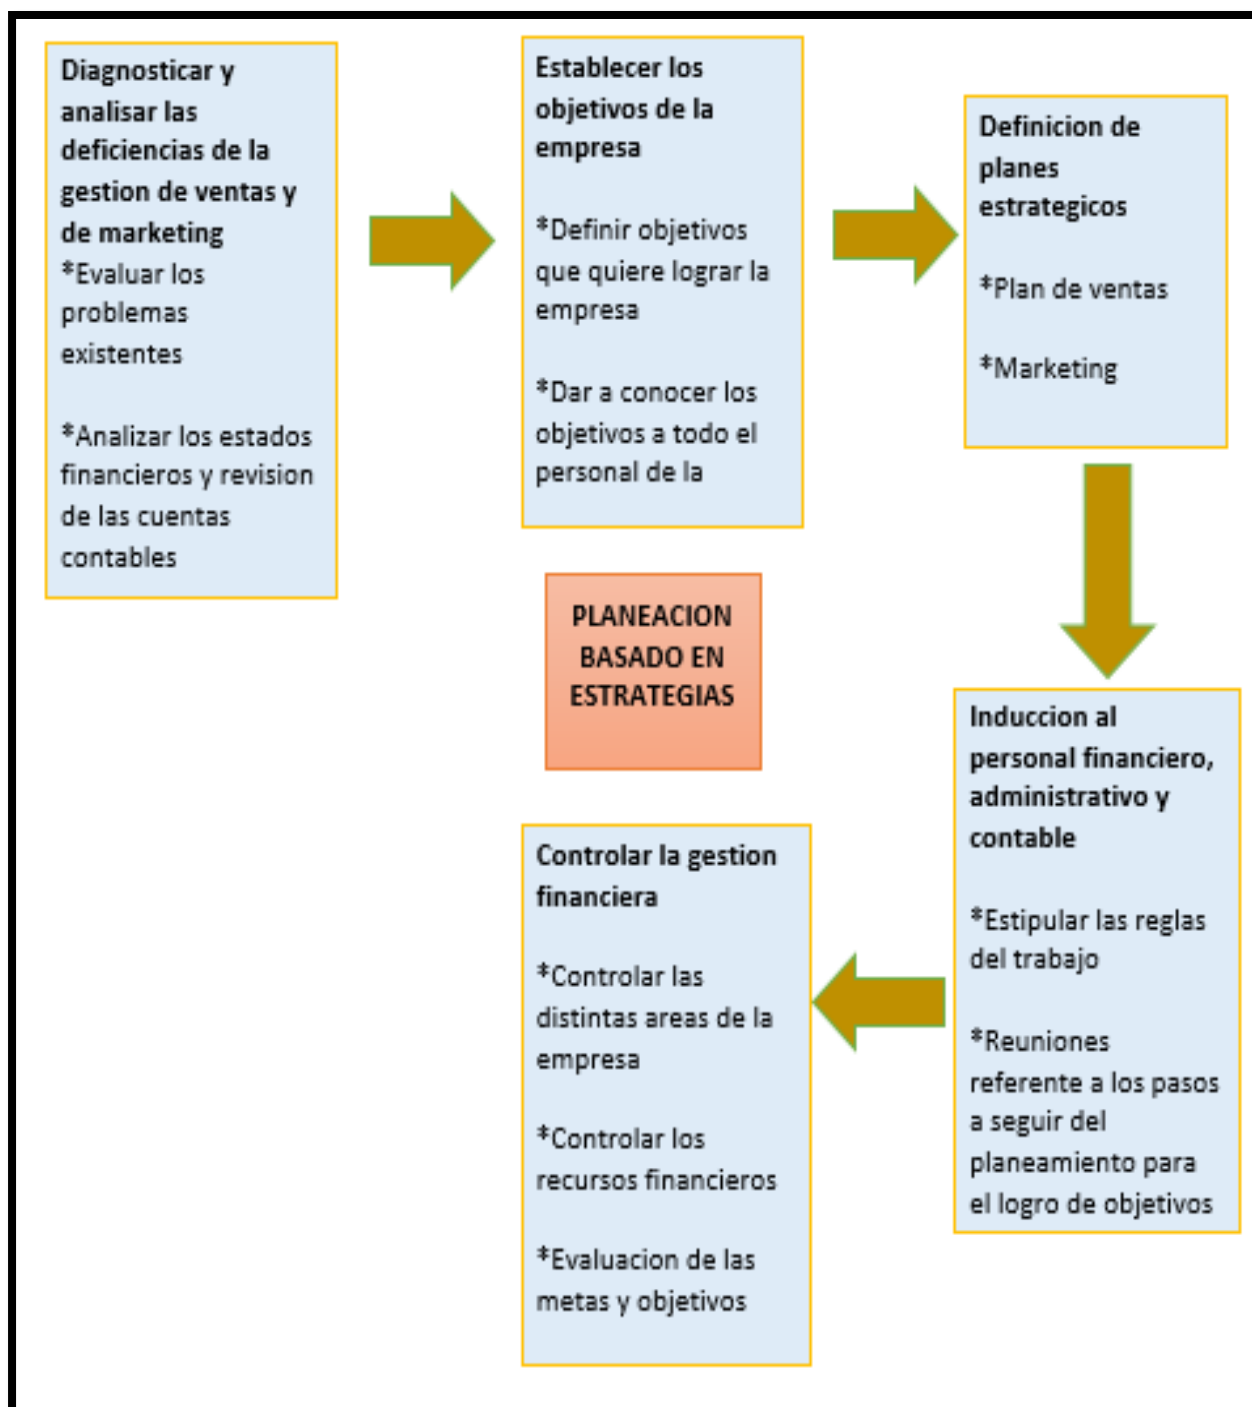 Diagnosticar y
analisar las
deficiencias de la
gestion de ventas y
de marketing
*Evaluar los
problemas
existentes
*Analizar los estados
financieros y revision
de las cuentas
contables
Establecer los
objetivos de la
empresa
*Definir objetivos
que quiere lograr la
empresa
*Dar a conocer los
objetivos a todo el
personal de la
Definicion de
planes
estrategicos
*Plan de ventas
*Marketing
PLANEACION
BASADO EN
ESTRATEGIAS
Induccion al
personal financiero,
administrativo y
contable
*Estipular las reglas
del trabajo
*Reuniones
referente a los pasos
a seguir del
planeamiento para
el logro de objetivos
Controlar la gestion
financiera
*Controlar las
distintas areas de la
empresa
*Controlar los
recursos financieros
*Evaluacion de las
metas y objetivos